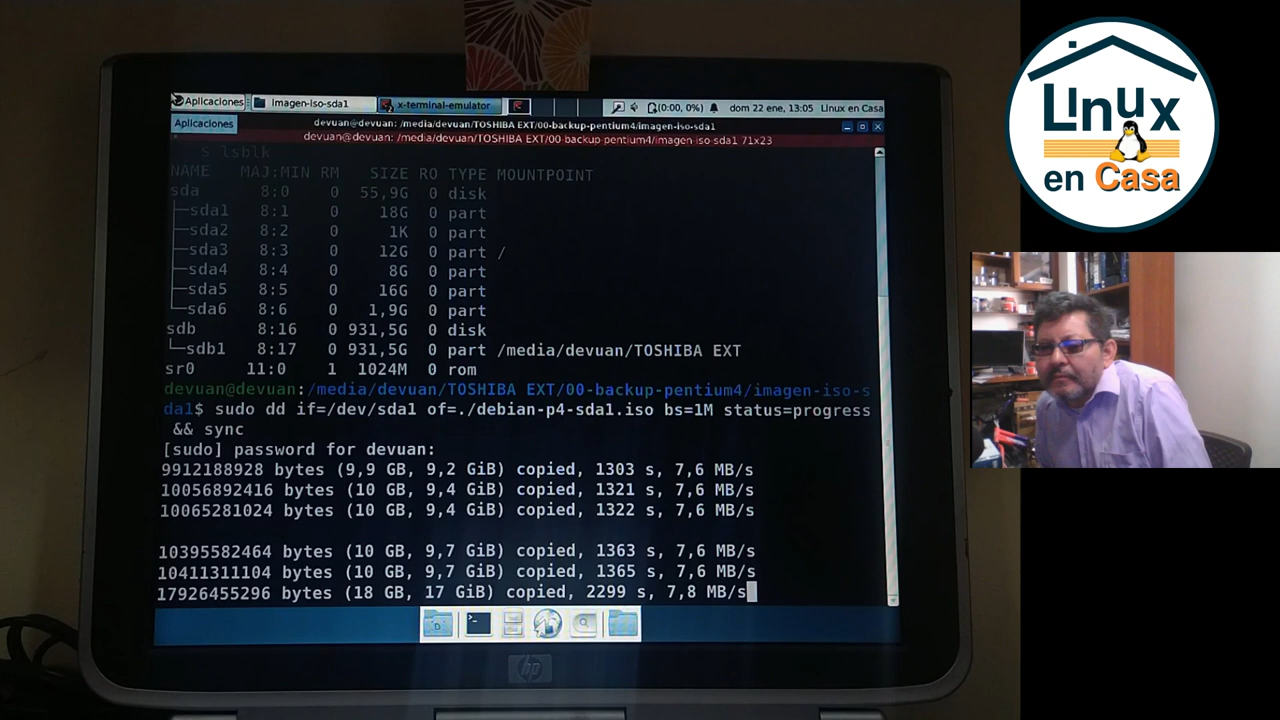 Aplicaciones
imagen-iso-sda1
x-terminal-emulator
(0:00, 0%)
dom 22 ene, 13:05
Linux en Casa
Aplicaciones
devuan@devuan: /media/devuan/TOSHIBA EXT/00-backup-pentium4/imagen-iso-sda1
devuan@devuan: /media/devuan/TOSHIBA EXT/00-backup-pentium4/imagen-iso-sda1 71x23
$ lsblk
NAME MAJ:MIN RM SIZE RO TYPE MOUNTPOINT
sda 8:0 0 55,9G 0 disk
├─sda1 8:1 0 18G 0 part
├─sda2 8:2 0 1K 0 part
├─sda3 8:3 0 12G 0 part /
├─sda4 8:4 0 8G 0 part
├─sda5 8:5 0 16G 0 part
└─sda6 8:6 0 1,9G 0 part
sdb 8:16 0 931,5G 0 disk
└─sdb1 8:17 0 931,5G 0 part /media/devuan/TOSHIBA EXT
sr0 11:0 1 1024M 0 rom
devuan@devuan:/media/devuan/TOSHIBA EXT/00-backup-pentium4/imagen-iso-s
da1$ sudo dd if=/dev/sda1 of=./debian-p4-sda1.iso bs=1M status=progress
&& sync
[sudo] password for devuan:
9912188928 bytes (9,9 GB, 9,2 GiB) copied, 1303 s, 7,6 MB/s
10056892416 bytes (10 GB, 9,4 GiB) copied, 1321 s, 7,6 MB/s
10065281024 bytes (10 GB, 9,4 GiB) copied, 1322 s, 7,6 MB/s
10395582464 bytes (10 GB, 9,7 GiB) copied, 1363 s, 7,6 MB/s
10411311104 bytes (10 GB, 9,7 GiB) copied, 1365 s, 7,6 MB/s
17926455296 bytes (18 GB, 17 GiB) copied, 2299 s, 7,8 MB/s
hp
Linux
en Casa